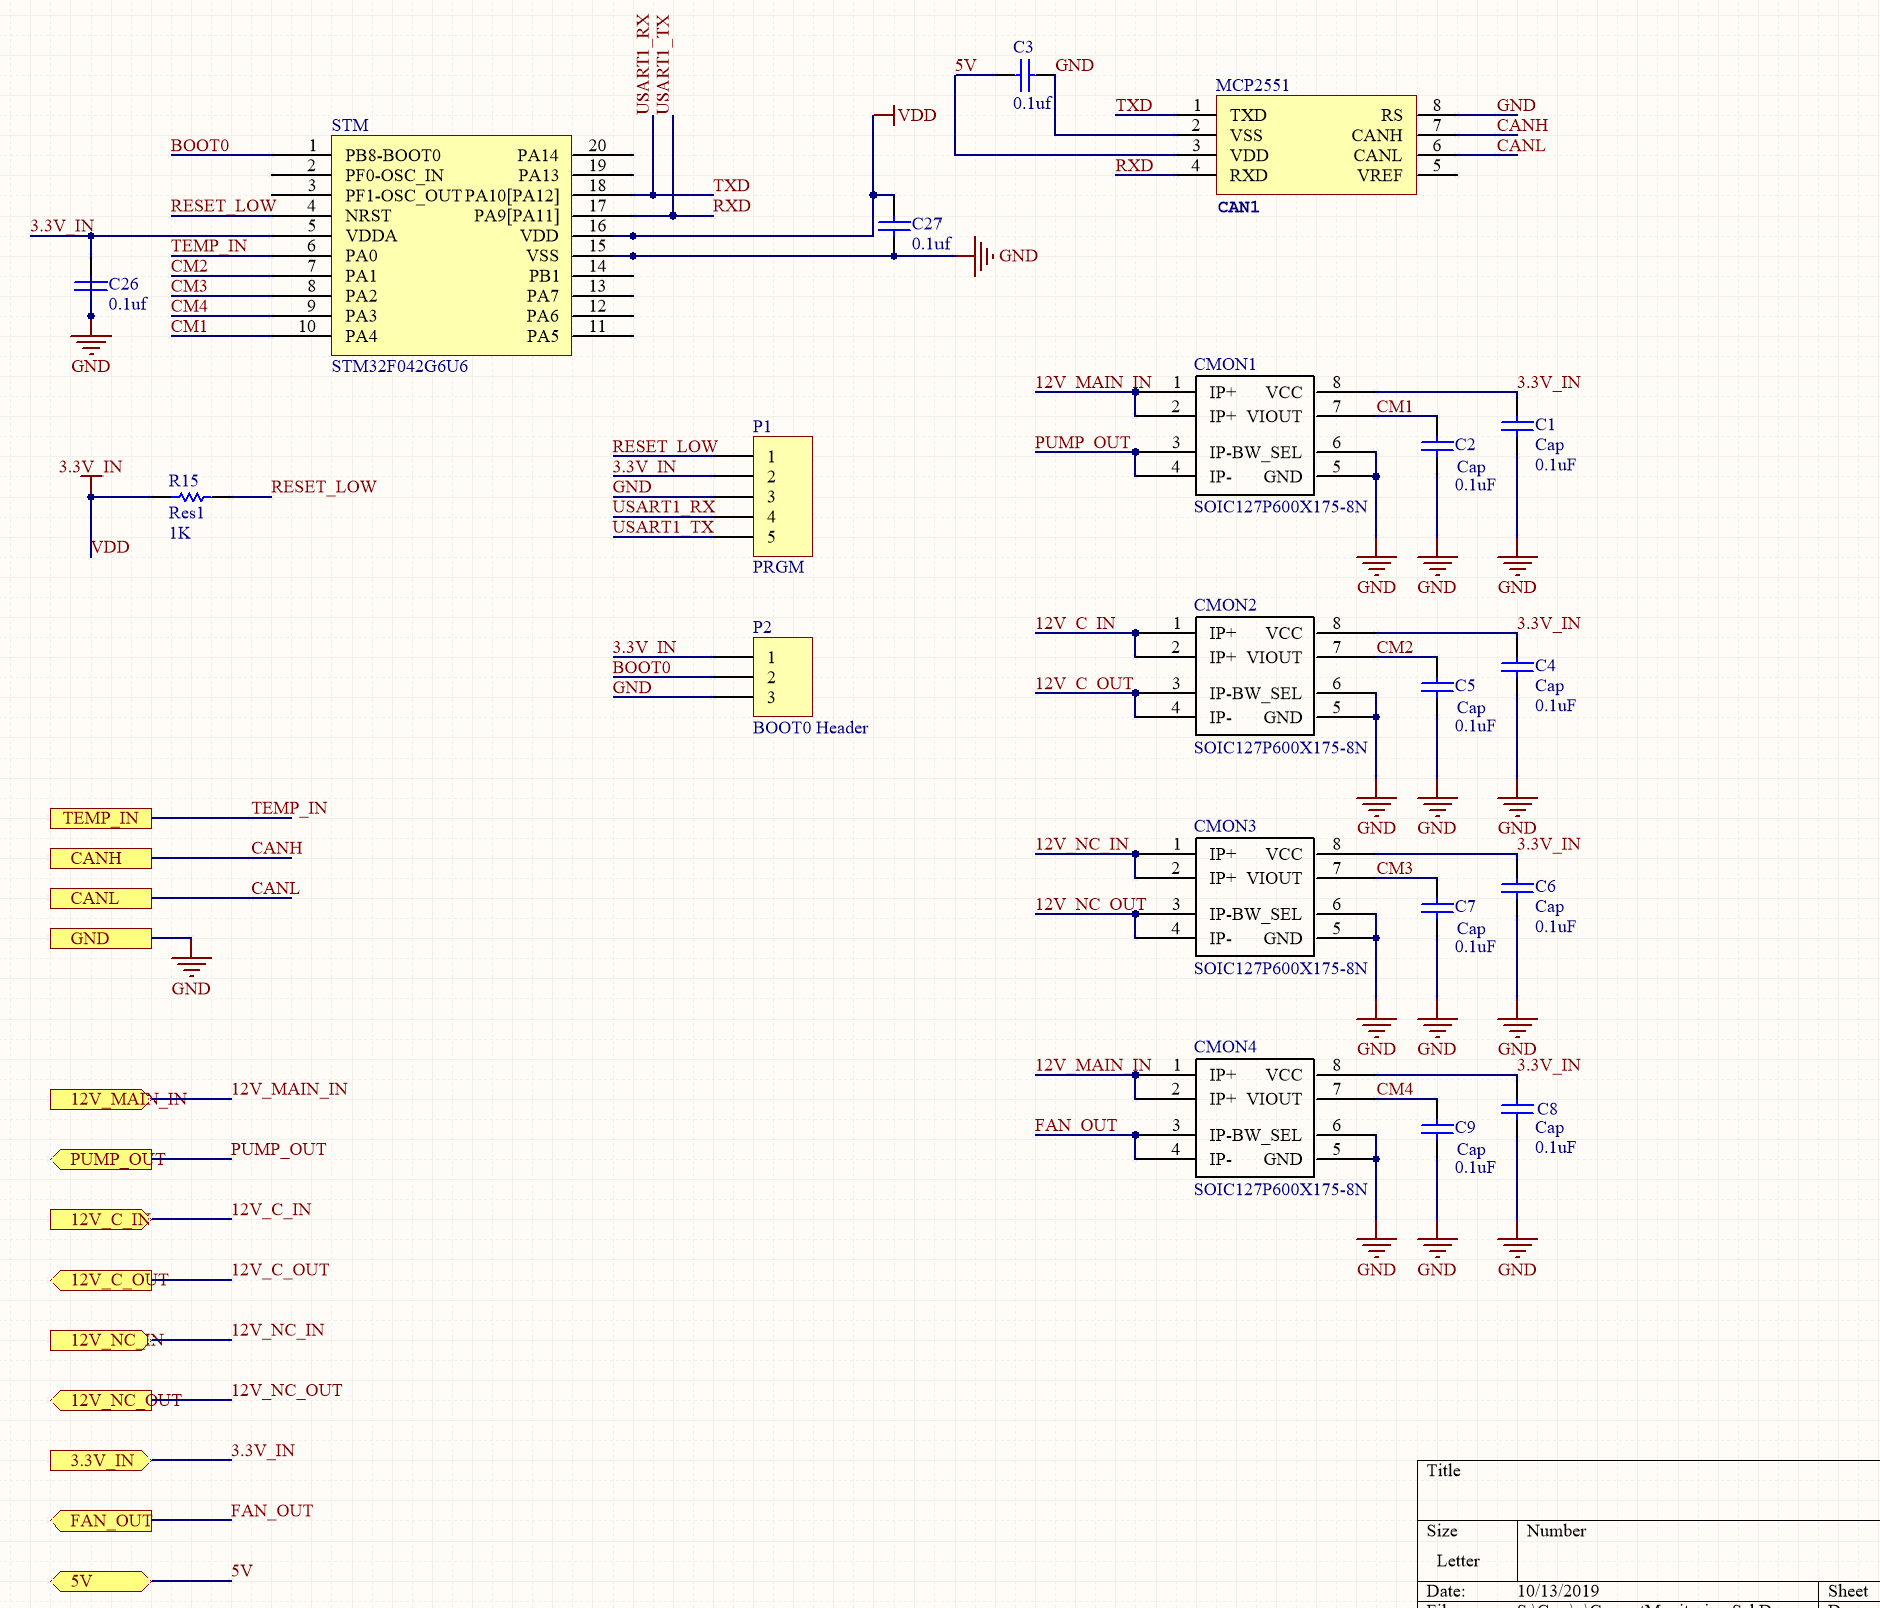 USART1_RX
USART1_TX
STM
BOOT0
1
PB8-BOOT0
PA14
20
2
PF0-OSC_IN
PA13
19
3
PF1-OSC_OUT
PA10[PA12]
18
TXD
RESET_LOW
4
NRST
PA9[PA11]
17
RXD
3.3V_IN
5
VDDA
VDD
16
TEMP_IN
6
PA0
VSS
15
CM2
7
PA1
PB1
14
CM3
8
PA2
PA7
13
CM4
9
PA3
PA6
12
CM1
10
PA4
PA5
11
STM32F042G6U6
C26
0.1uf
GND
VDD
C27
0.1uf
GND
5V
C3
GND
0.1uf
MCP2551
TXD
1
TXD
RS
8
GND
2
VSS
CANH
7
CANH
3
VDD
CANL
6
CANL
RXD
4
RXD
VREF
5
CAN1
3.3V_IN
R15
RESET_LOW
Res1
1K
VDD
P1
RESET_LOW
1
3.3V_IN
2
GND
3
USART1_RX
4
USART1_TX
5
PRGM
P2
3.3V_IN
1
BOOT0
2
GND
3
BOOT0 Header
CMON1
12V_MAIN_IN
1
IP+
VCC
8
3.3V_IN
2
IP+
VIOUT
7
CM1
PUMP_OUT
3
IP-
BW_SEL
6
4
IP-
GND
5
SOIC127P600X175-8N
C2
Cap
0.1uF
C1
Cap
0.1uF
GND
GND
GND
CMON2
12V_C_IN
1
IP+
VCC
8
3.3V_IN
2
IP+
VIOUT
7
CM2
12V_C_OUT
3
IP-
BW_SEL
6
4
IP-
GND
5
SOIC127P600X175-8N
C5
Cap
0.1uF
C4
Cap
0.1uF
GND
GND
GND
CMON3
12V_NC_IN
1
IP+
VCC
8
3.3V_IN
2
IP+
VIOUT
7
CM3
12V_NC_OUT
3
IP-
BW_SEL
6
4
IP-
GND
5
SOIC127P600X175-8N
C7
Cap
0.1uF
C6
Cap
0.1uF
GND
GND
GND
CMON4
12V_MAIN_IN
1
IP+
VCC
8
3.3V_IN
2
IP+
VIOUT
7
CM4
FAN_OUT
3
IP-
BW_SEL
6
4
IP-
GND
5
SOIC127P600X175-8N
C9
Cap
0.1uF
C8
Cap
0.1uF
GND
GND
GND
TEMP_IN
TEMP_IN
CANH
CANH
CANL
CANL
GND
GND
12V_MAIN_IN
12V_MAIN_IN
PUMP_OUT
PUMP_OUT
12V_C_IN
12V_C_IN
12V_C_OUT
12V_C_OUT
12V_NC_IN
12V_NC_IN
12V_NC_OUT
12V_NC_OUT
3.3V_IN
3.3V_IN
FAN_OUT
FAN_OUT
5V
5V
Title
Size
Number
Letter
Date:
10/13/2019
Sheet